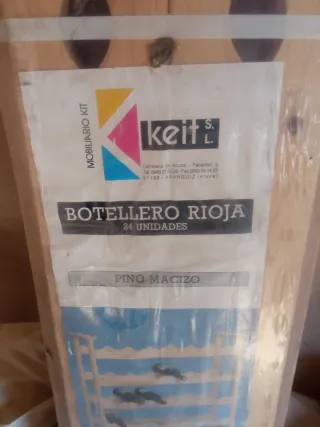 MOBILIARIO KIT
keit S.L.
BOTELLERO RIOJA
24 UNIDADES
PINO MACIZO